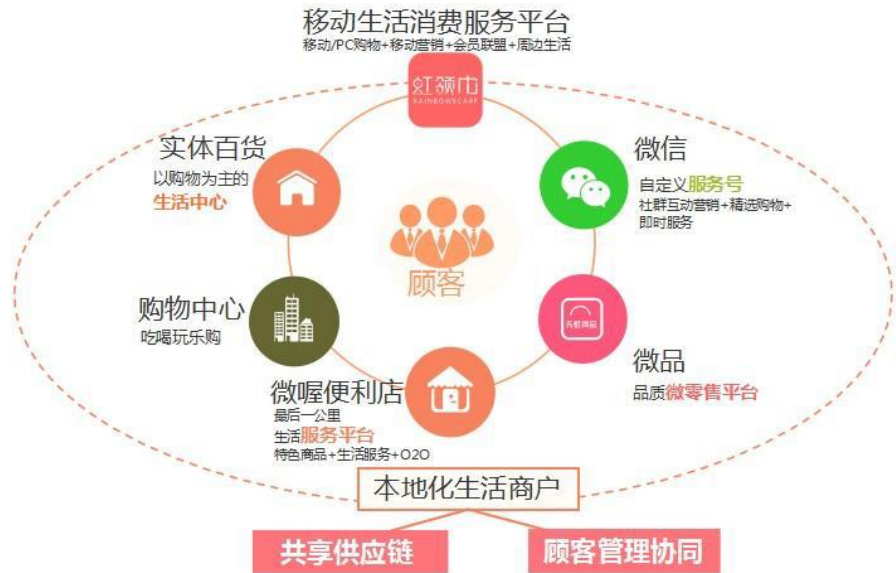 移动生活消费服务平台
移动/PC购物+移动营销+会员联盟+周边生活
虹领巾
RAINBOWSCARF
实体百货
以购物为主的
生活中心
微信
自定义服务号
社群互动营销+精选购物+
即时服务
顾客
购物中心
吃喝玩乐购
天虹微品
微品
品质微零售平台
微喔便利店
最后一公里
生活服务平台
特色商品+生活服务+O2O
本地化生活商户
共享供应链
顾客管理协同